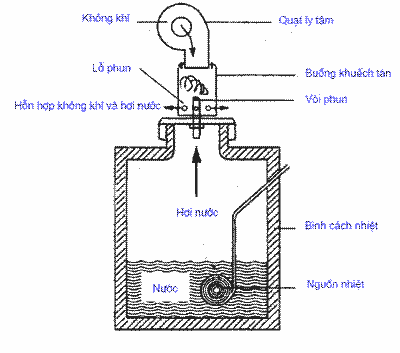 Không khí
Quạt ly tâm
Lỗ phun
Buồng khuếch tán
Vòi phun
Hỗn hợp không khí và hơi nước
Hơi nước
Bình cách nhiệt
Nước
Nguồn nhiệt